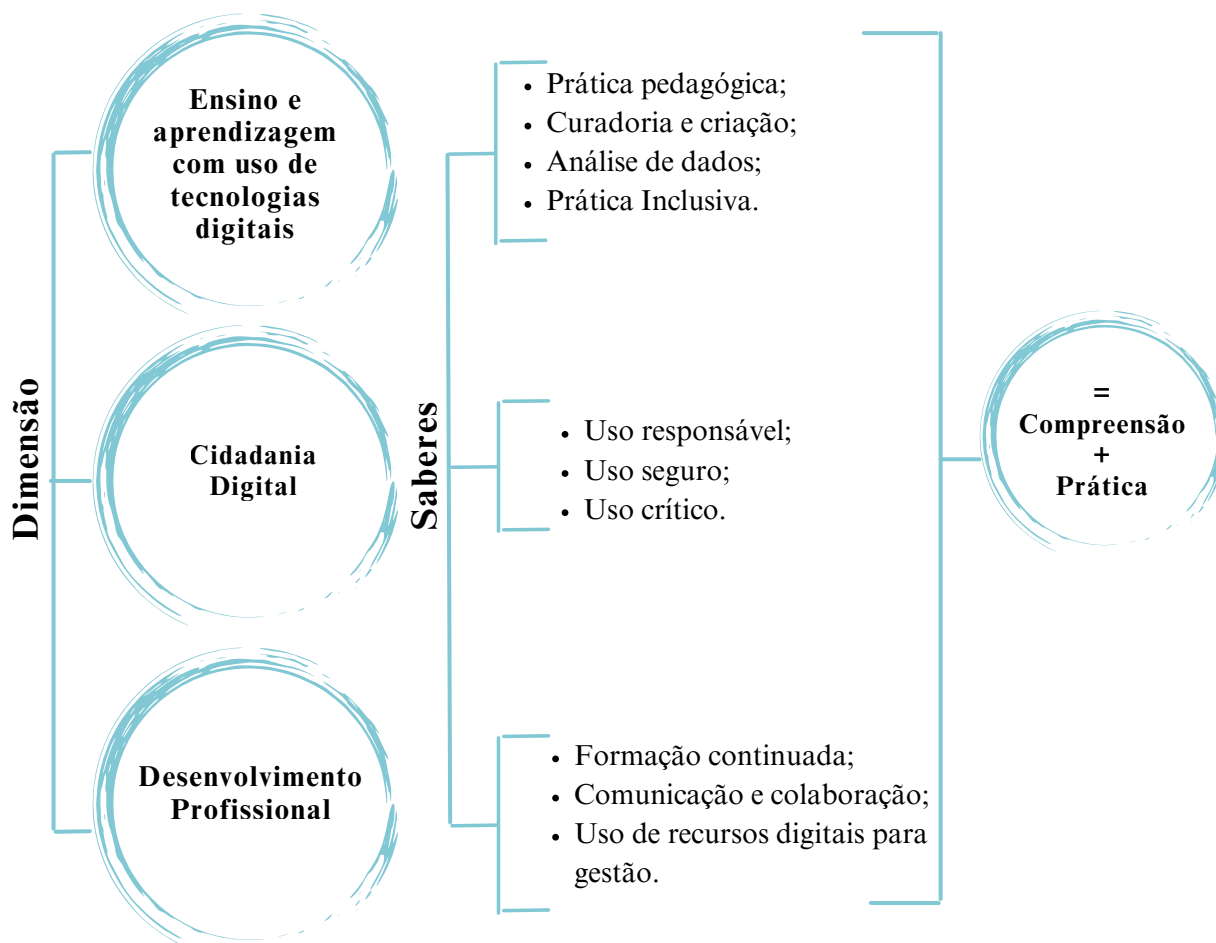 Dimensão
Ensino e
aprendizagem
com uso de
tecnologias
digitais
Cidadania
Digital
Desenvolvimento
Profissional
Saberes
• Prática pedagógica;
• Curadoria e criação;
• Análise de dados;
• Prática Inclusiva.
• Uso responsável;
• Uso seguro;
• Uso crítico.
• Formação continuada;
• Comunicação e colaboração;
• Uso de recursos digitais para
gestão.
=
Compreensão
+
Prática